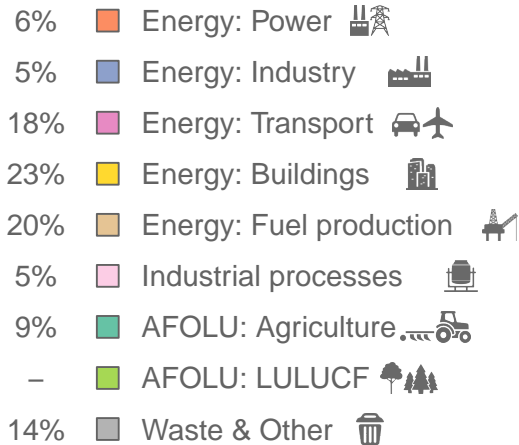 6% Energy: Power
5% Energy: Industry
18% Energy: Transport
23% Energy: Buildings
20% Energy: Fuel production
5% Industrial processes
9% AFOLU: Agriculture
– AFOLU: LULUCF
14% Waste & Other